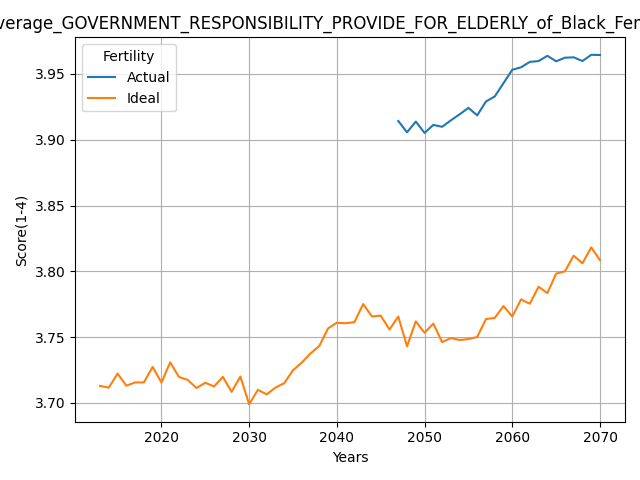 verage_GOVERNMENT_RESPONSIBILITY_PROVIDE_FOR_ELDERLY_of_Black_Fem
Fertility
Actual
Ideal
3.95
3.90
3.85
3.80
3.75
3.70
Score(1-4)
2020 2030 2040 2050 2060 2070
Years